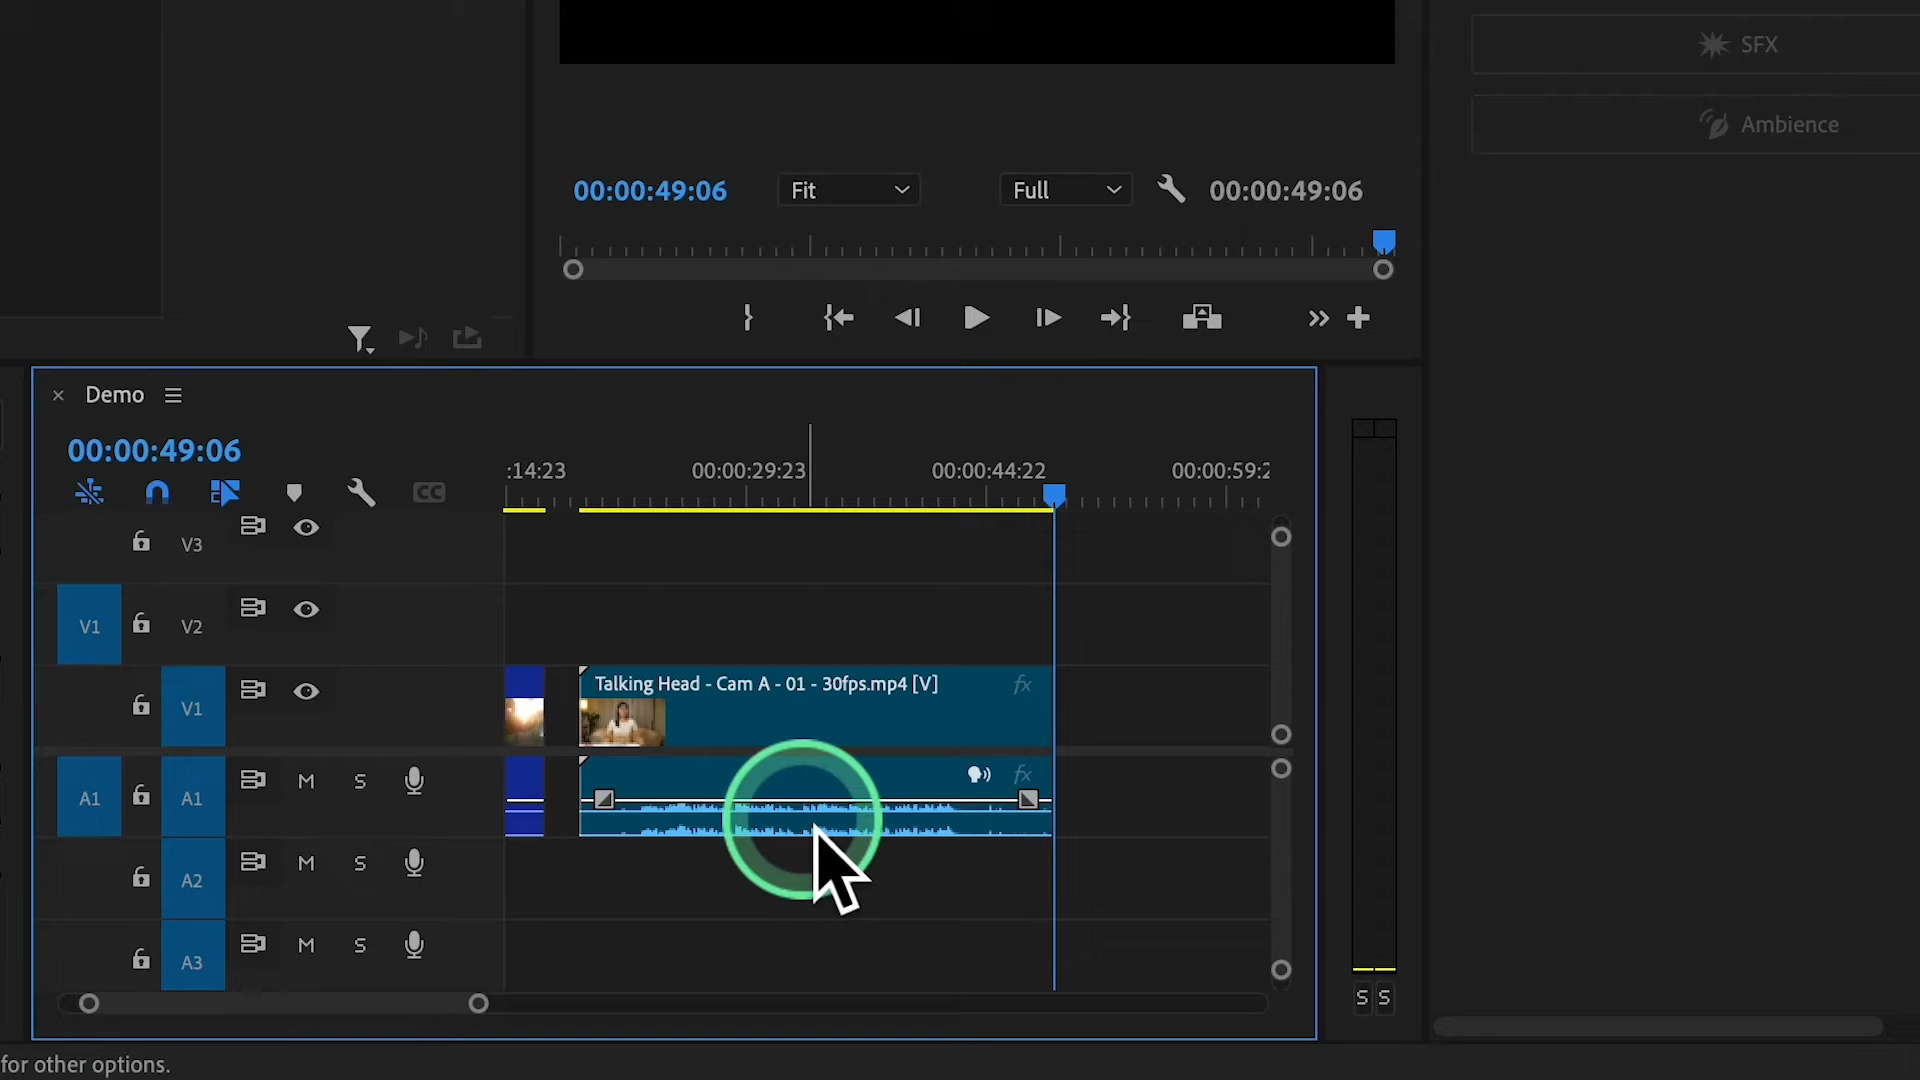 SFX
Ambience
00:00:49:06
Fit
Full
00:00:49:06
Demo
00:00:49:06
:14:23
00:00:29:23
00:00:44:22
00:00:59:2
CC
V3
V1
V2
V1
Talking Head - Cam A - 01 - 30fps.mp4 [V]
fx
A1
A1
M
S
fx
A2
M
S
A3
M
S
S
S
for other options.